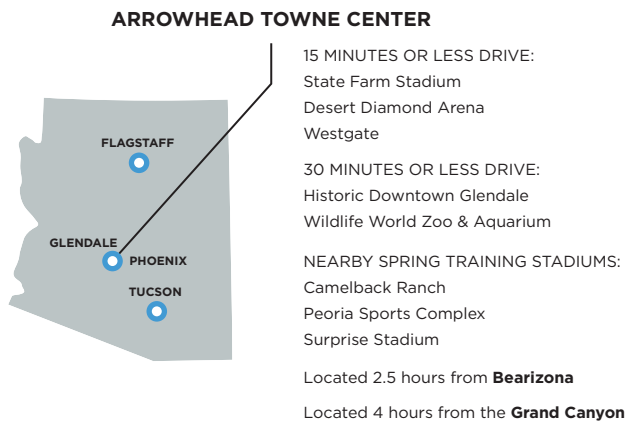 ARROWHEAD TOWNE CENTER
15 MINUTES OR LESS DRIVE:
State Farm Stadium
Desert Diamond Arena
Westgate
30 MINUTES OR LESS DRIVE:
Historic Downtown Glendale
Wildlife World Zoo & Aquarium
NEARBY SPRING TRAINING STADIUMS:
Camelback Ranch
Peoria Sports Complex
Surprise Stadium
Located 2.5 hours from Bearizona
Located 4 hours from the Grand Canyon
FLAGSTAFF
GLENDALE
PHOENIX
TUCSON